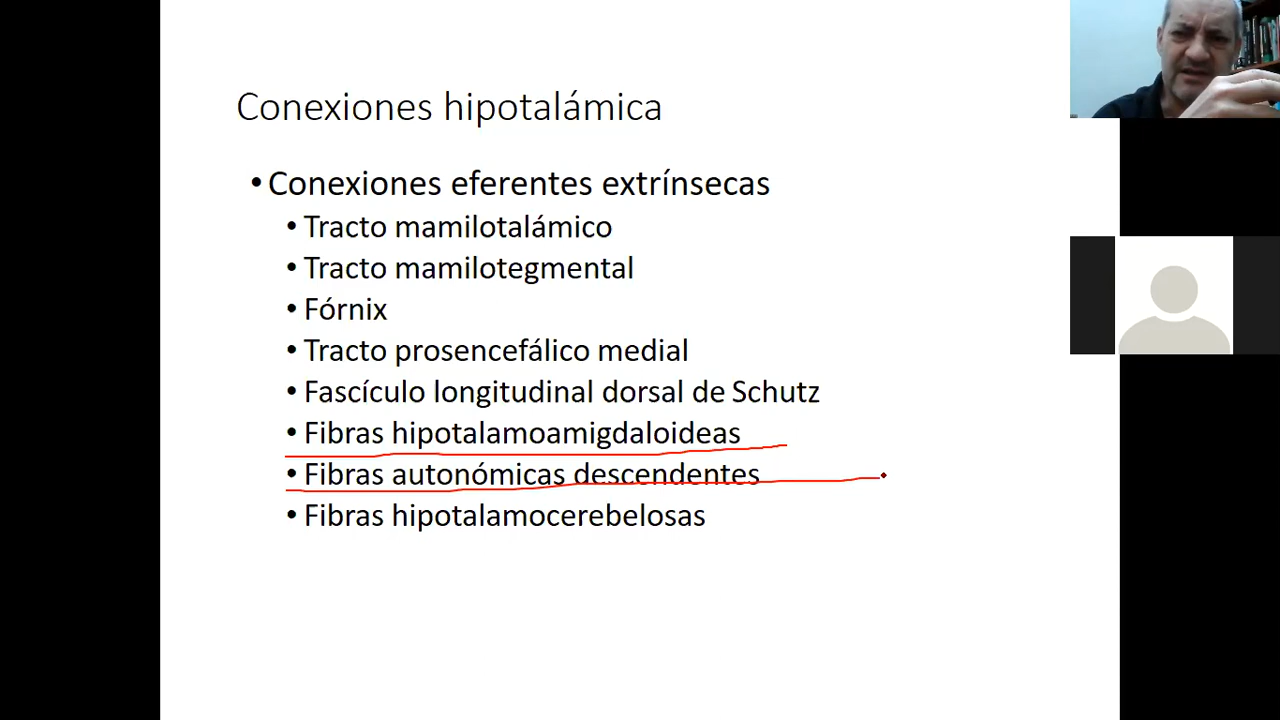 Conexiones hipotalámica
• Conexiones eferentes extrínsecas
• Tracto mamilotalámico
• Tracto mamilotegmental
• Fórnix
• Tracto prosencefálico medial
• Fascículo longitudinal dorsal de Schutz
• Fibras hipotalamoamigdaloideas
• Fibras autonómicas descendentes
• Fibras hipotalamocerebelosas